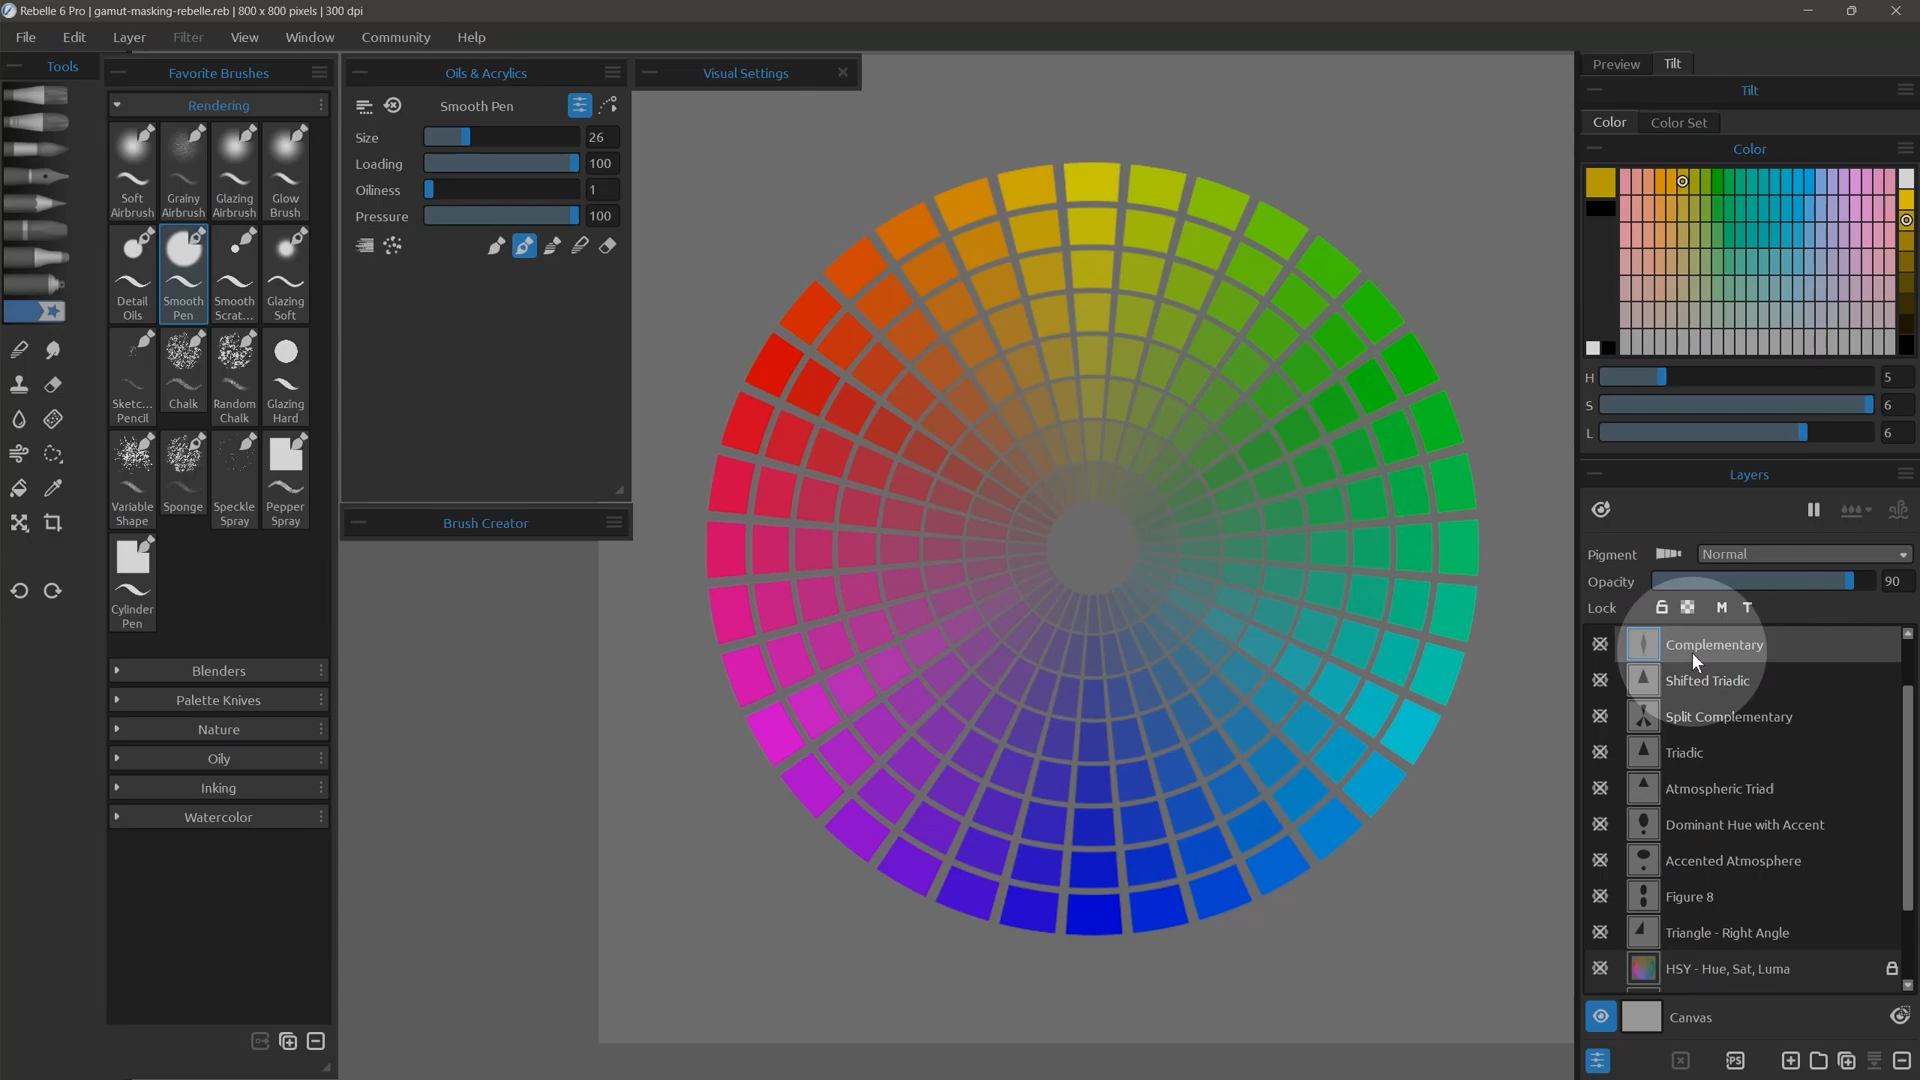 Rebelle 6 Pro | gamut-masking-rebelle.reb | 800 x 800 pixels | 300 dpi
File Edit Layer Filter View Window Community Help
Tools
Favorite Brushes
Rendering
Soft Airbrush
Grainy Airbrush
Glazing Airbrush
Glow Brush
Detail Oils
Smooth Pen
Smooth Scrat...
Glazing Soft
Sketc... Pencil
Chalk
Random Chalk
Glazing Hard
Variable Shape
Sponge
Speckle Spray
Pepper Spray
Cylinder Pen
Blenders
Palette Knives
Nature
Oily
Inking
Watercolor
Oils & Acrylics
Smooth Pen
Size 26
Loading 100
Oiliness 1
Pressure 100
Brush Creator
Visual Settings
Preview Tilt
Tilt
Color Color Set
Color
H 5
S 6
L 6
Layers
Pigment Normal
Opacity 90
Lock M T
Complementary
Shifted Triadic
Split Complementary
Triadic
Atmospheric Triad
Dominant Hue with Accent
Accented Atmosphere
Figure 8
Triangle - Right Angle
HSY - Hue, Sat, Luma
Canvas
PS